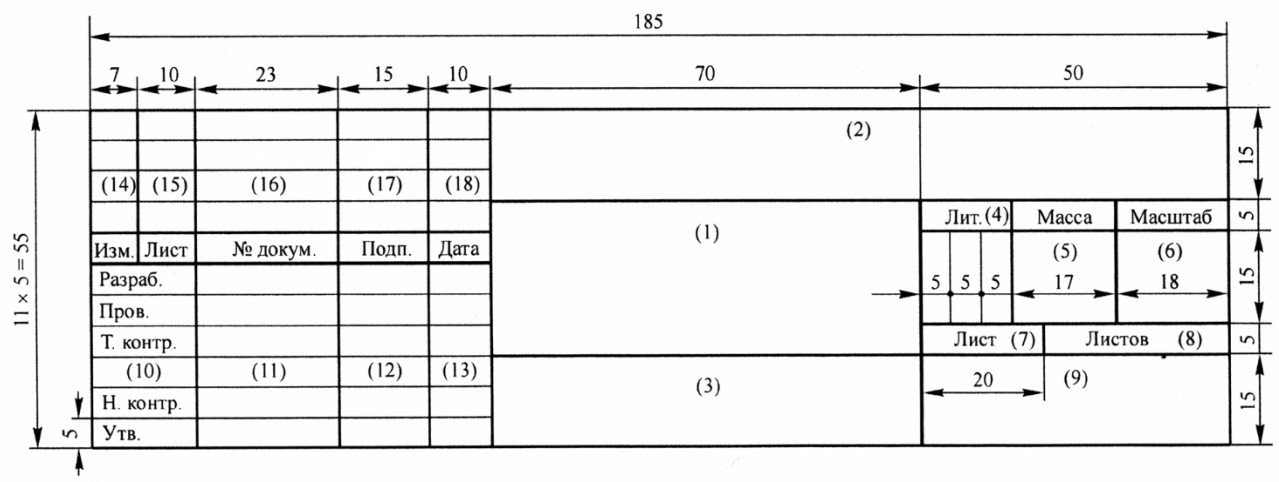 185
7 10 23 15 10 70 50
(2)
15
(14) (15) (16) (17) (18)
Лит. (4) Масса Масштаб 5
(1)
Изм. Лист № докум. Подп. Дата
(5) (6)
Разраб.
5 5 5 17 18 15
11 × 5 = 55
Пров.
Т. контр.
Лист (7) Листов (8) 5
(10) (11) (12) (13)
(3)
20 (9)
15
Н. контр.
5
Утв.